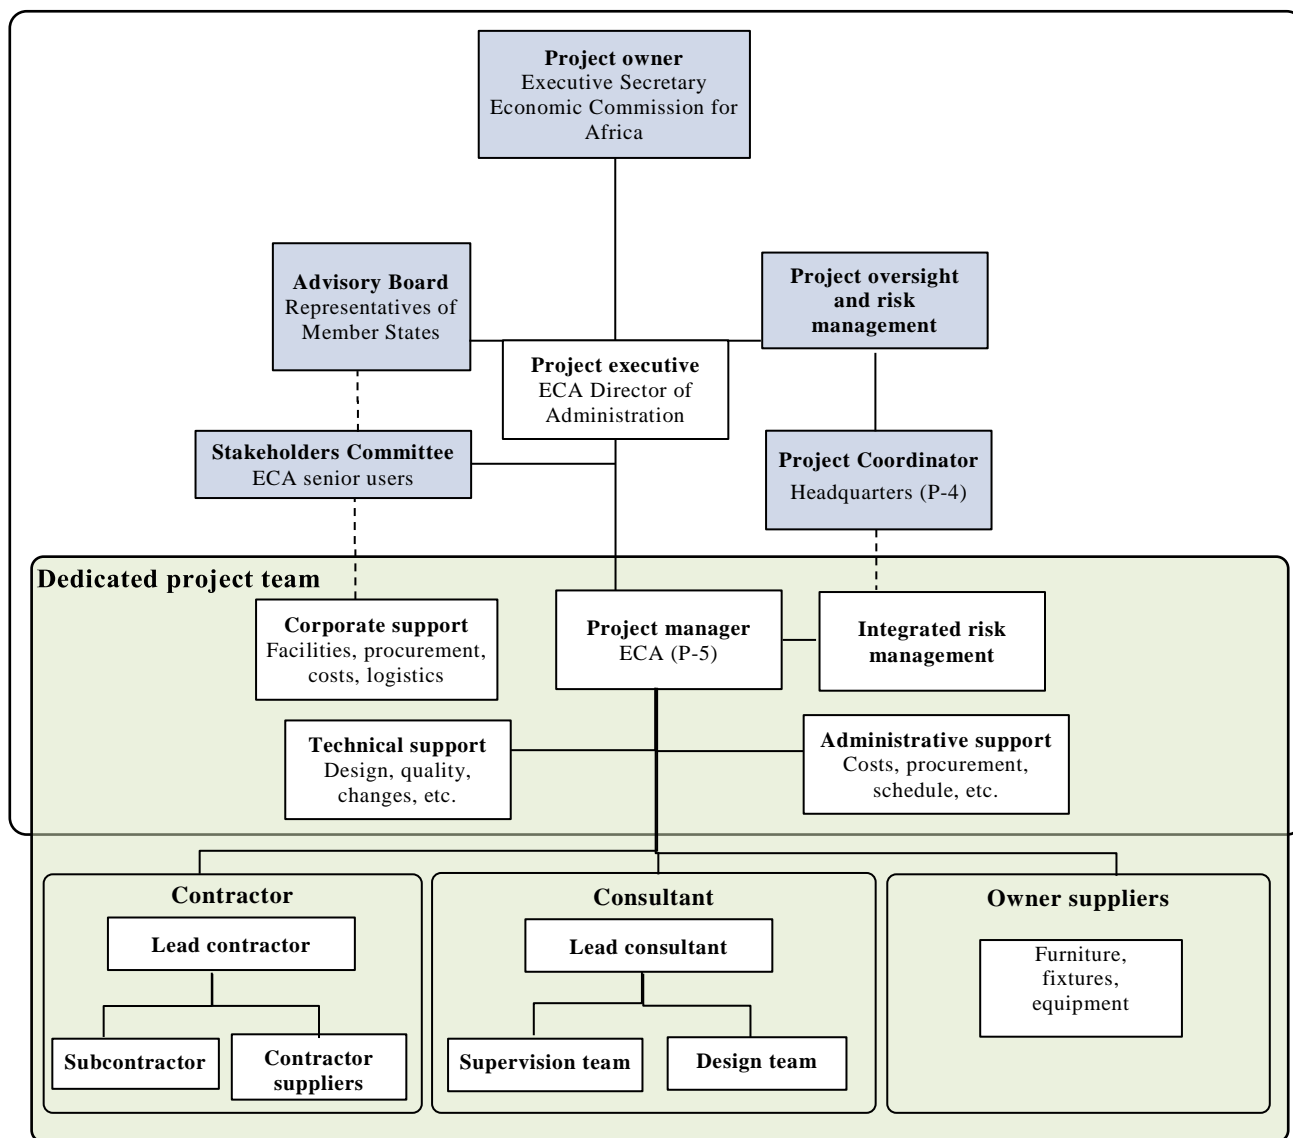 Project owner
Executive Secretary
Economic Commission for
Africa
Advisory Board
Representatives of
Member States
Project oversight
and risk
management
Project executive
ECA Director of
Administration
Stakeholders Committee
ECA senior users
Project Coordinator
Headquarters (P-4)
Dedicated project team
Corporate support
Facilities, procurement,
costs, logistics
Project manager
ECA (P-5)
Integrated risk
management
Technical support
Design, quality,
changes, etc.
Administrative support
Costs, procurement,
schedule, etc.
Contractor
Lead contractor
Subcontractor
Contractor
suppliers
Consultant
Lead consultant
Supervision team
Design team
Owner suppliers
Furniture,
fixtures,
equipment